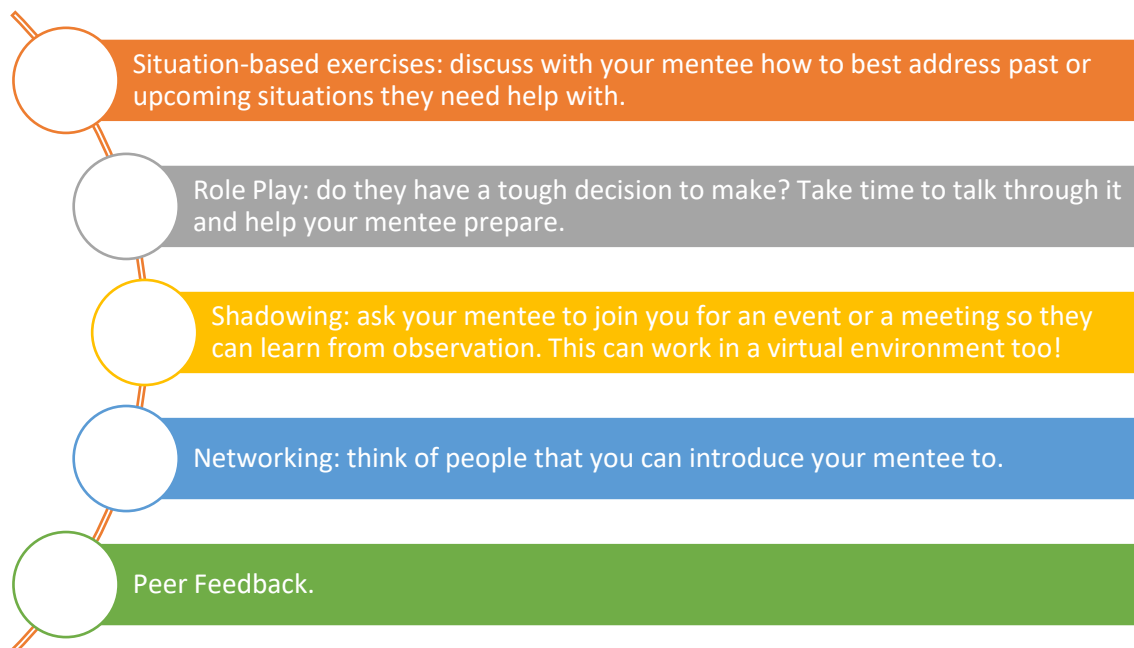 Situation-based exercises: discuss with your mentee how to best address past or
upcoming situations they need help with.
Role Play: do they have a tough decision to make? Take time to talk through it
and help your mentee prepare.
Shadowing: ask your mentee to join you for an event or a meeting so they
can learn from observation. This can work in a virtual environment too!
Networking: think of people that you can introduce your mentee to.
Peer Feedback.